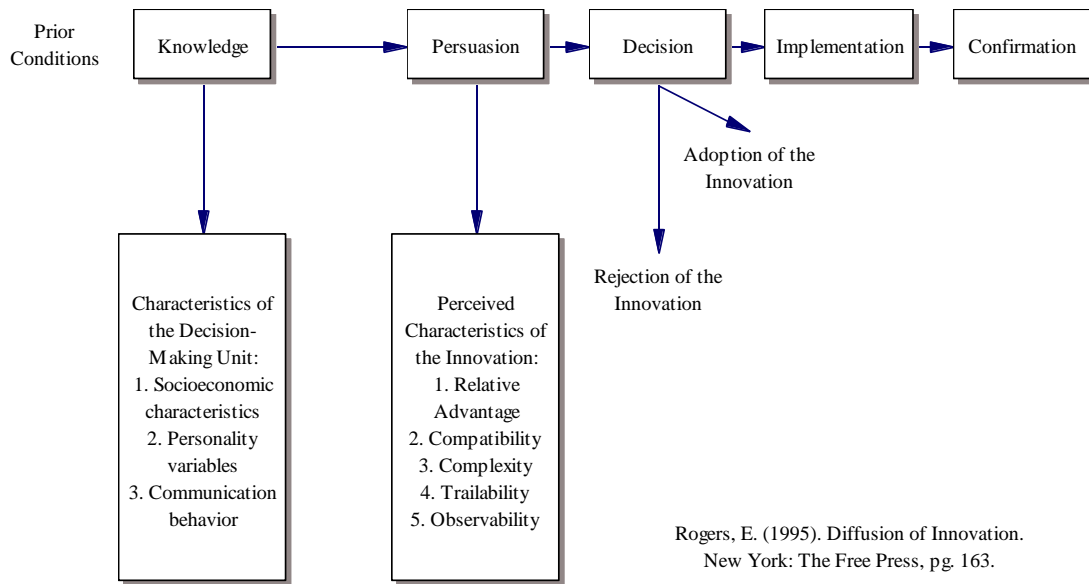 Prior
Conditions
Knowledge
Persuasion
Decision
Implementation
Confirmation
Adoption of the
Innovation
Rejection of the
Innovation
Characteristics of
the Decision-
Making Unit:
1. Socioeconomic
characteristics
2. Personality
variables
3. Communication
behavior
Perceived
Characteristics of
the Innovation:
1. Relative
Advantage
2. Compatibility
3. Complexity
4. Trailability
5. Observability
Rogers, E. (1995). Diffusion of Innovation.
New York: The Free Press, pg. 163.